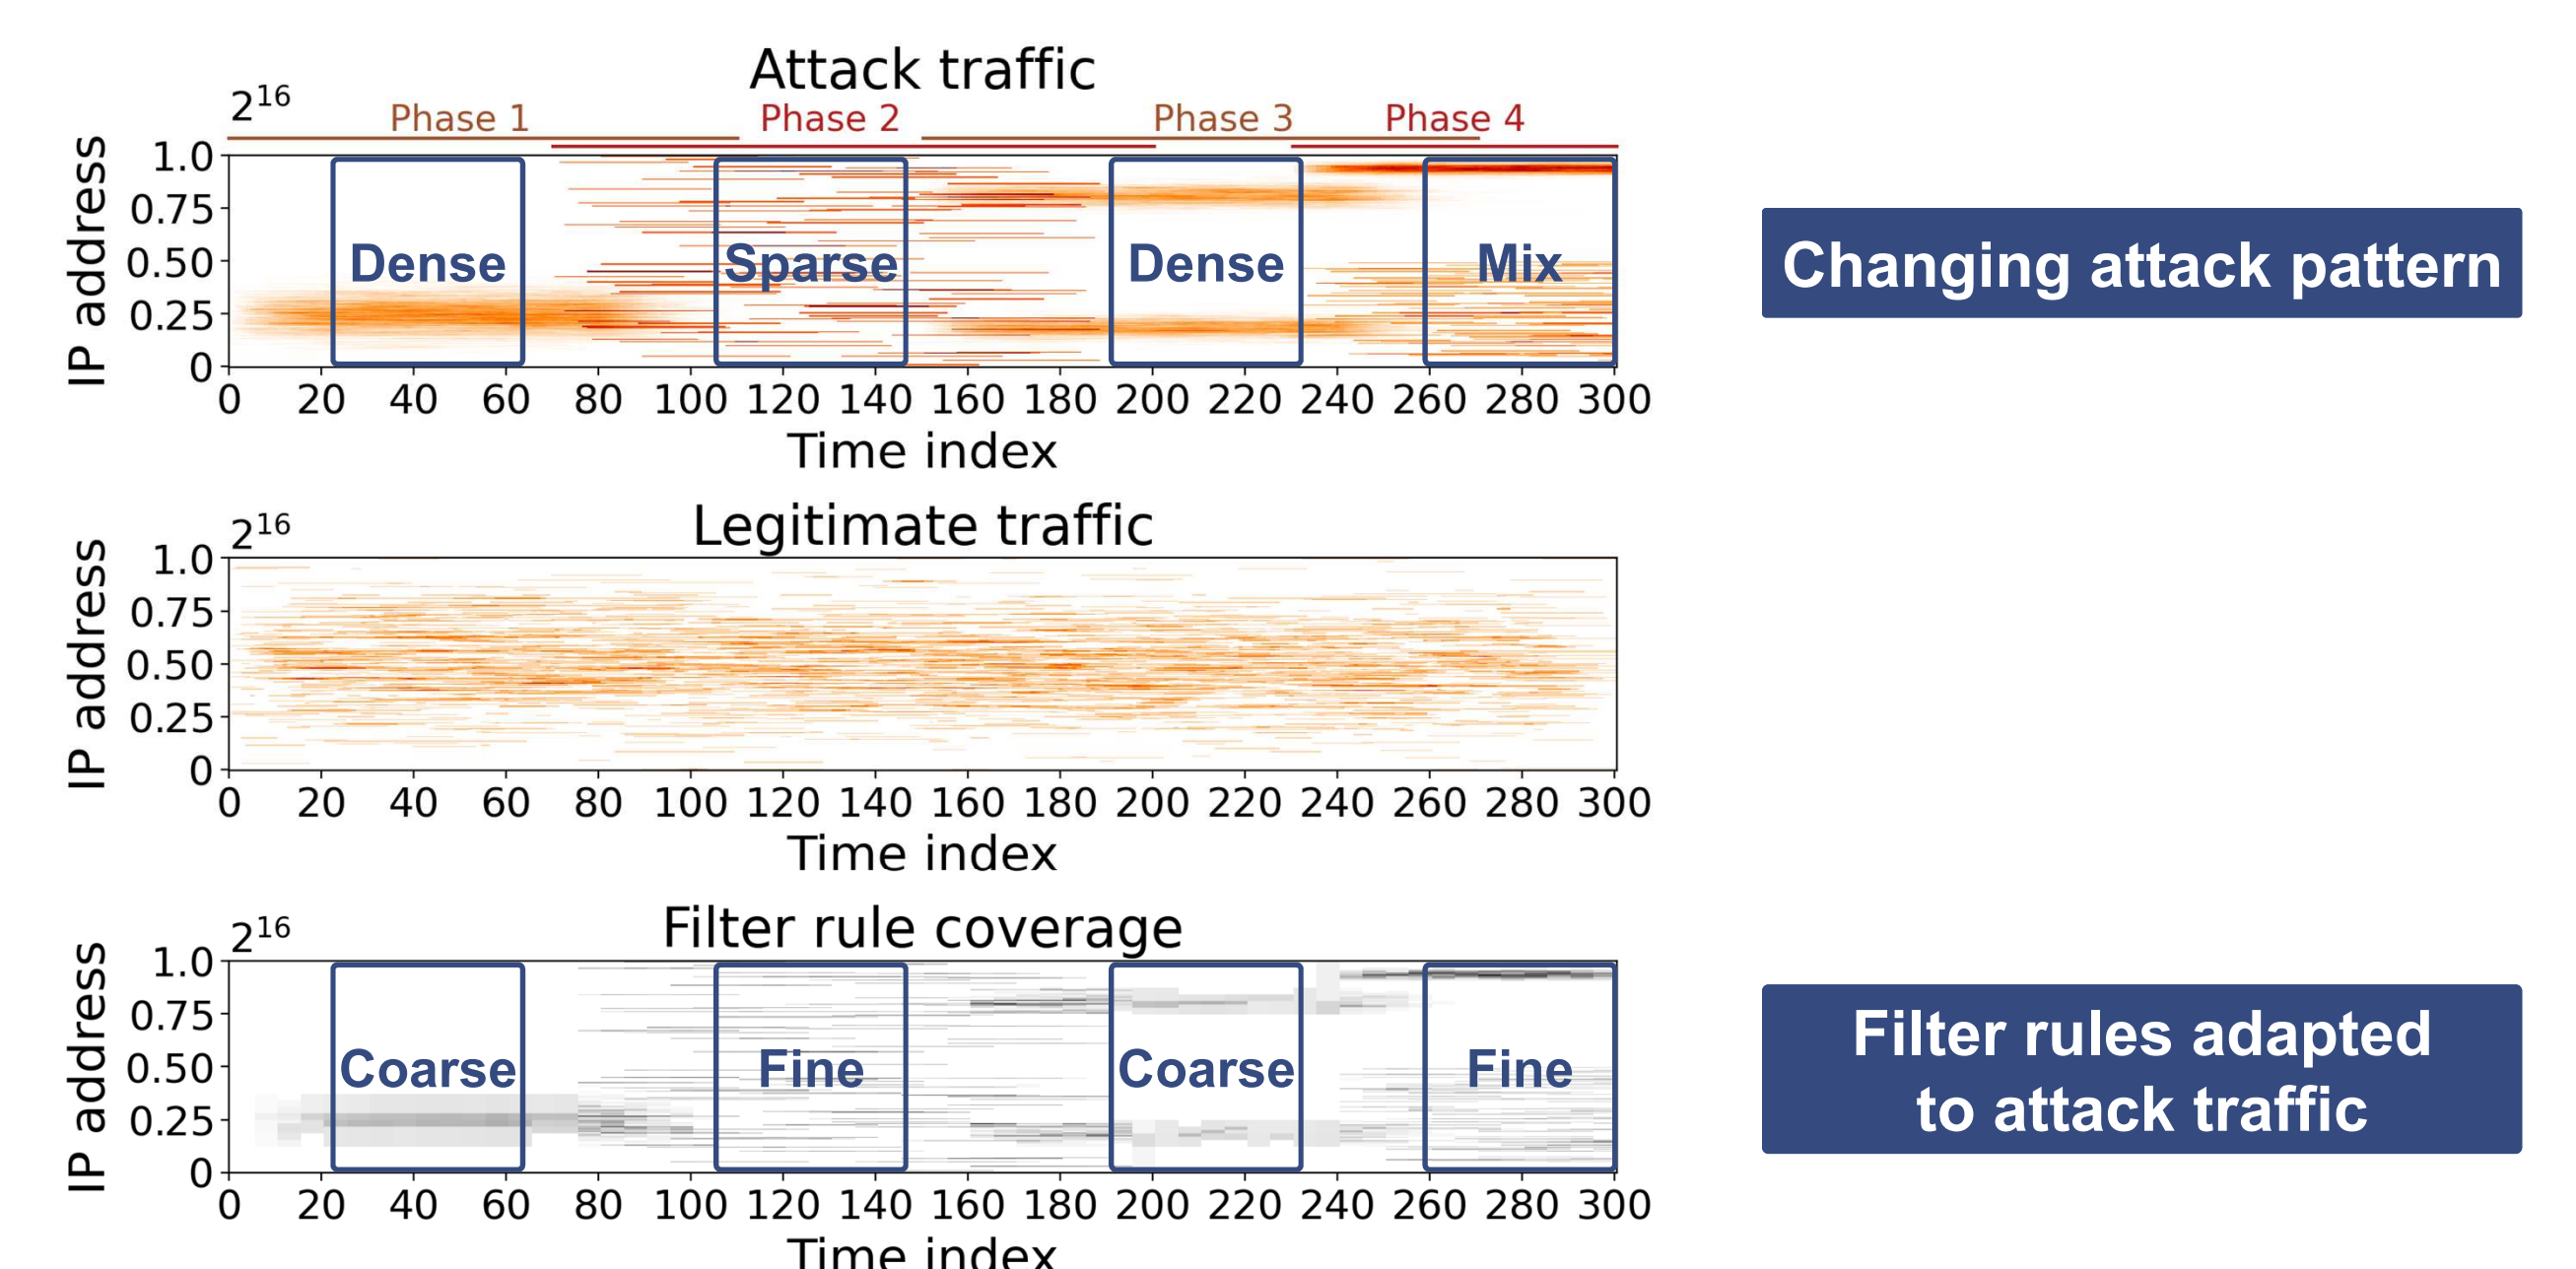 Attack traffic
2^16
Phase 1 Phase 2 Phase 3 Phase 4
IP address
1.0
0.75
0.50
0.25
0
Dense Sparse Dense Mix
0 20 40 60 80 100 120 140 160 180 200 220 240 260 280 300
Time index
Changing attack pattern
Legitimate traffic
2^16
IP address
1.0
0.75
0.50
0.25
0
0 20 40 60 80 100 120 140 160 180 200 220 240 260 280 300
Time index
Filter rule coverage
2^16
IP address
1.0
0.75
0.50
0.25
0
Coarse Fine Coarse Fine
0 20 40 60 80 100 120 140 160 180 200 220 240 260 280 300
Time index
Filter rules adapted
to attack traffic